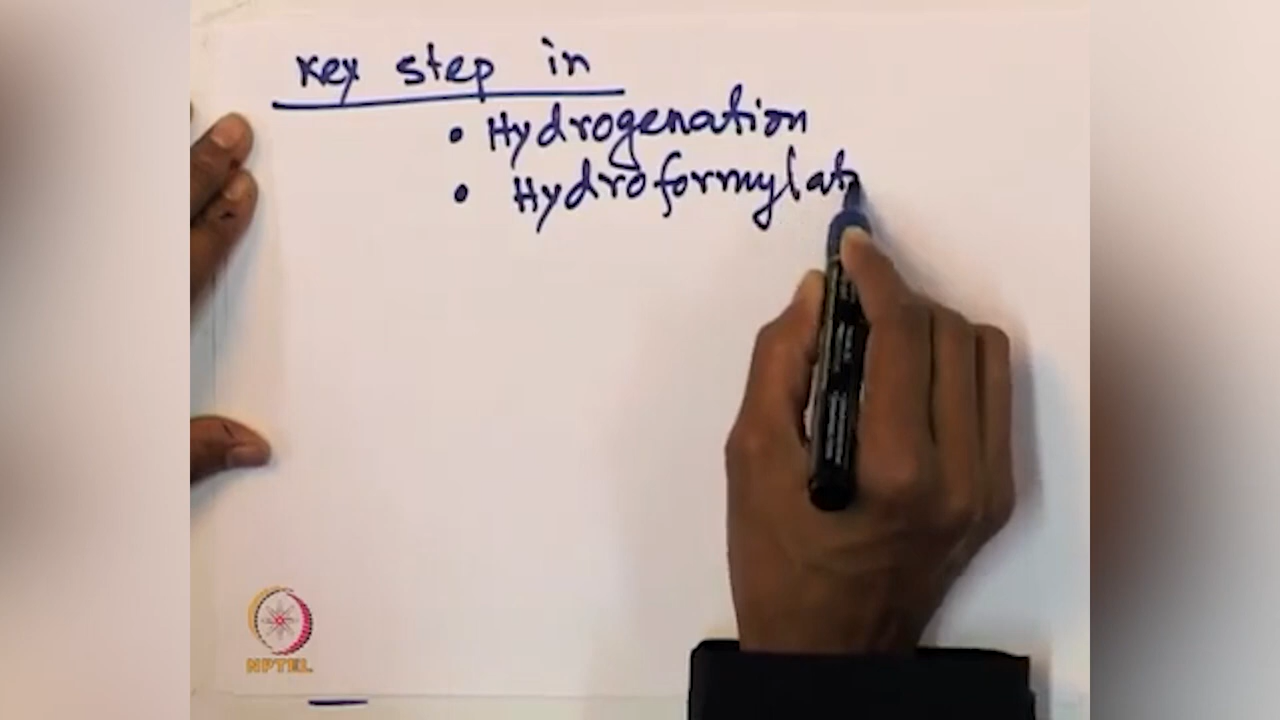 Key step in
• Hydrogenation
• Hydroformylat
NPTEL